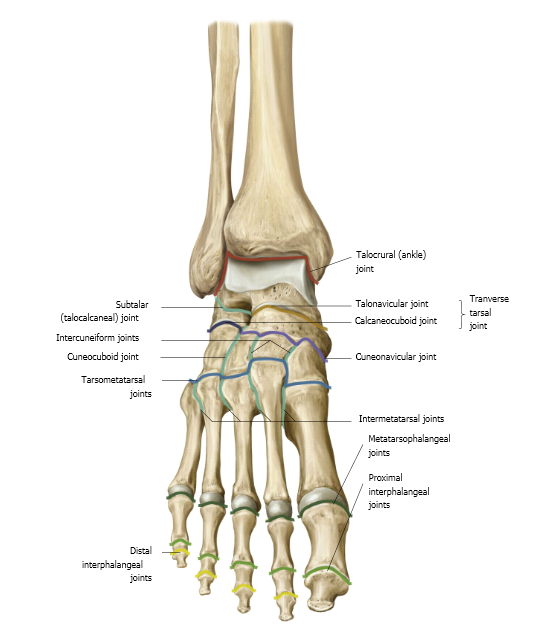 Talocrural (ankle)
joint
Subtalar
(talocalcaneal) joint
Talonavicular joint
Calcaneocuboid joint
Tranverse
tarsal
joint
Intercuneiform joints
Cuneocuboid joint
Cuneonavicular joint
Tarsometatarsal
joints
Intermetatarsal joints
Metatarsophalangeal
joints
Proximal
interphalangeal
joints
Distal
interphalangeal
joints